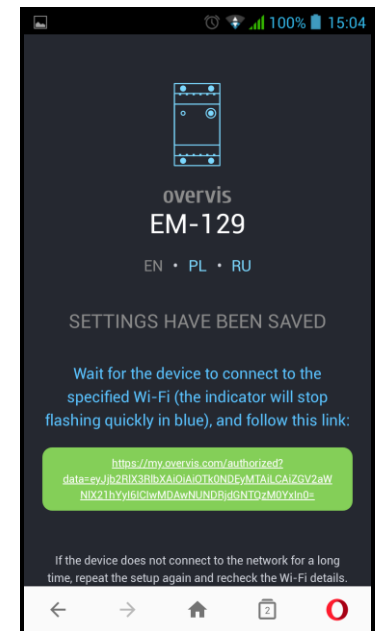 100% 15:04
overvis
EM-129
EN • PL • RU
SETTINGS HAVE BEEN SAVED
Wait for the device to connect to the
specified Wi-Fi (the indicator will stop
flashing quickly in blue), and follow this link:
https://my.overvis.com/authorized?
data=eyJjb2RlX3RlbXAiOiAiOTk0NDEyMTAiLCAiZGV2aW
NlX21hYyI6ICIwMDAwNUNDRjdGNTQzM0YxIn0=
If the device does not connect to the network for a long
time, repeat the setup again and recheck the Wi-Fi details.
2